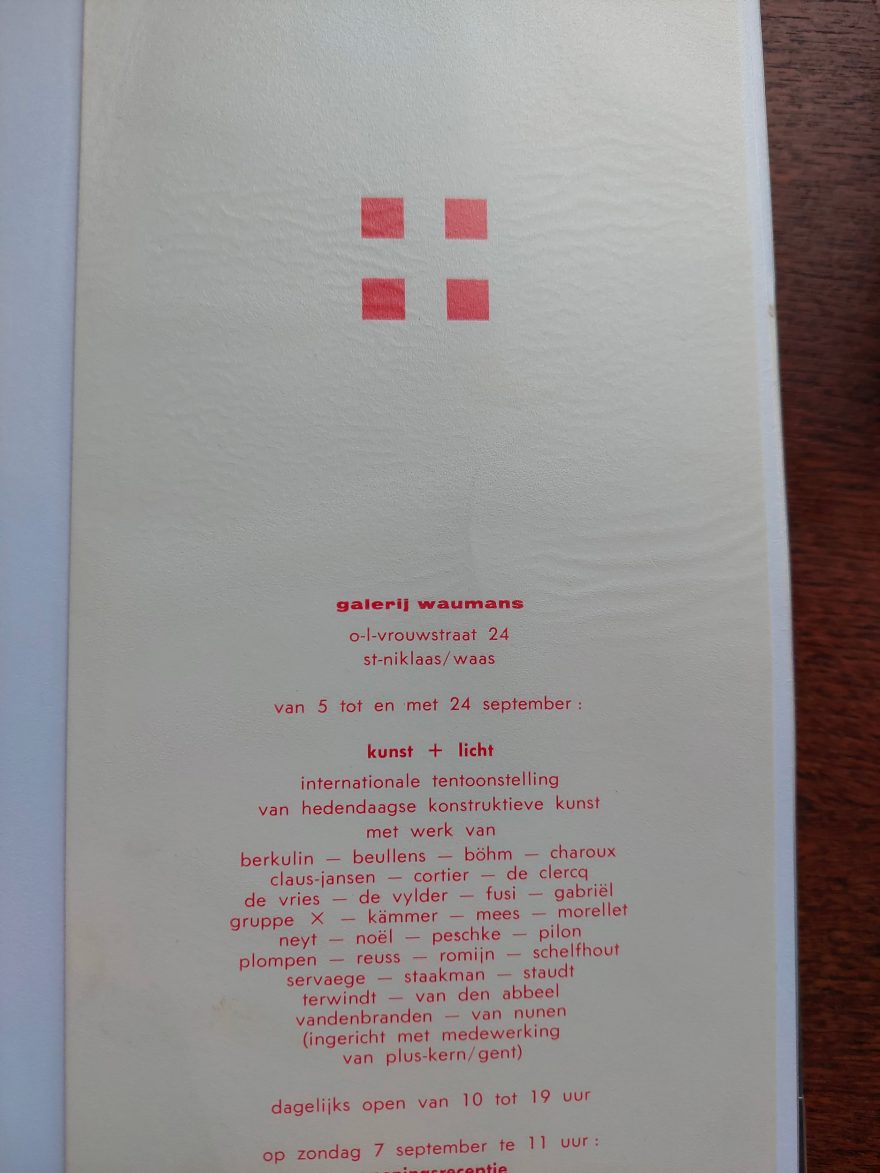 galerij waumans
o-l-vrouwstraat 24
st-niklaas/waas
van 5 tot en met 24 september :
kunst + licht
internationale tentoonstelling
van hedendaagse konstruktieve kunst
met werk van
berkulin — beullens — böhm — charoux
claus-jansen — cortier — de clercq
de vries — de vylder — fusi — gabriël
gruppe X — kämmer — mees — morellet
neyt — noël — peschke — pilon
plompen — reuss — romijn — schelfhout
servaege — staakman — staudt
terwindt — van den abbeel
vandenbranden — van nunen
(ingericht met medewerking
van plus-kern/gent)
dagelijks open van 10 tot 19 uur
op zondag 7 september te 11 uur :